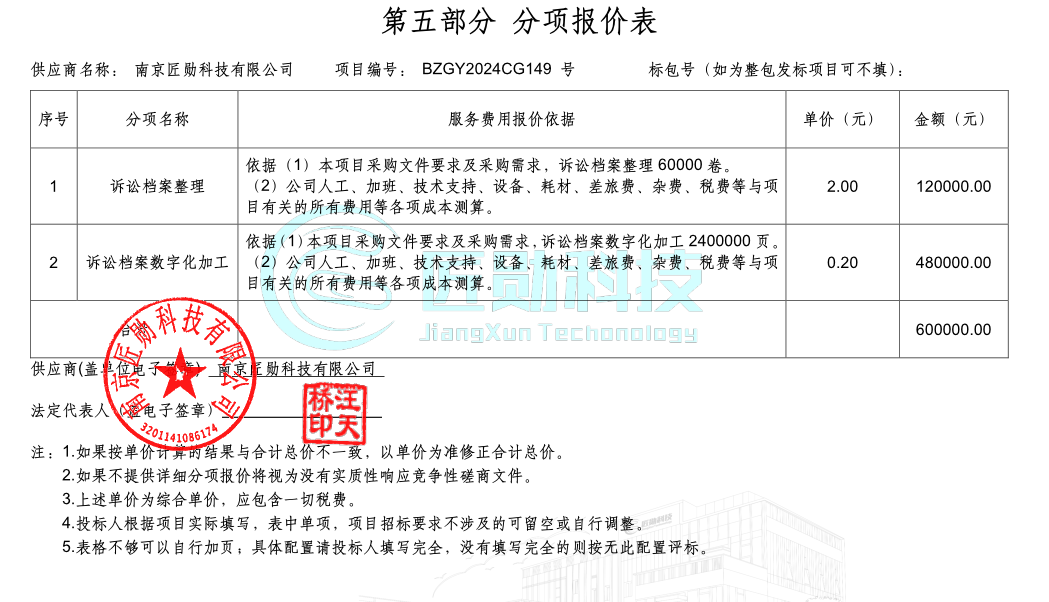 第五部分 分项报价表
供应商名称： 南京匠勋科技有限公司 项目编号： BZGY2024CG149 号 标包号（如为整包发标项目可不填）：
序号 分项名称 服务费用报价依据 单价（元） 金额（元）
1 诉讼档案整理 依据（1）本项目采购文件要求及采购需求，诉讼档案整理 60000 卷。
（2）公司人工、加班、技术支持、设备、耗材、差旅费、杂费、税费等与项
目有关的所有费用等各项成本测算。 2.00 120000.00
2 诉讼档案数字化加工 依据（1）本项目采购文件要求及采购需求，诉讼档案数字化加工 2400000 页。
（2）公司人工、加班、技术支持、设备、耗材、差旅费、杂费、税费等与项
目有关的所有费用等各项成本测算。 0.20 480000.00
匠勋科技
JiangXun Techonology
合计 600000.00
供应商(盖单位电子签章) 南京匠勋科技有限公司
法定代表人（盖电子签章）
南京匠勋科技有限公司
3201141086174
汪天桥印
注：1.如果按单价计算的结果与合计总价不一致，以单价为准修正合计总价。
2.如果不提供详细分项报价将视为没有实质性响应竞争性磋商文件。
3.上述单价为综合单价，应包含一切税费。
4.投标人根据项目实际填写，表中单项，项目招标要求不涉及的可留空或自行调整。
5.表格不够可以自行加页；具体配置请投标人填写完全，没有填写完全的则按无此配置评标。
匠勋科技